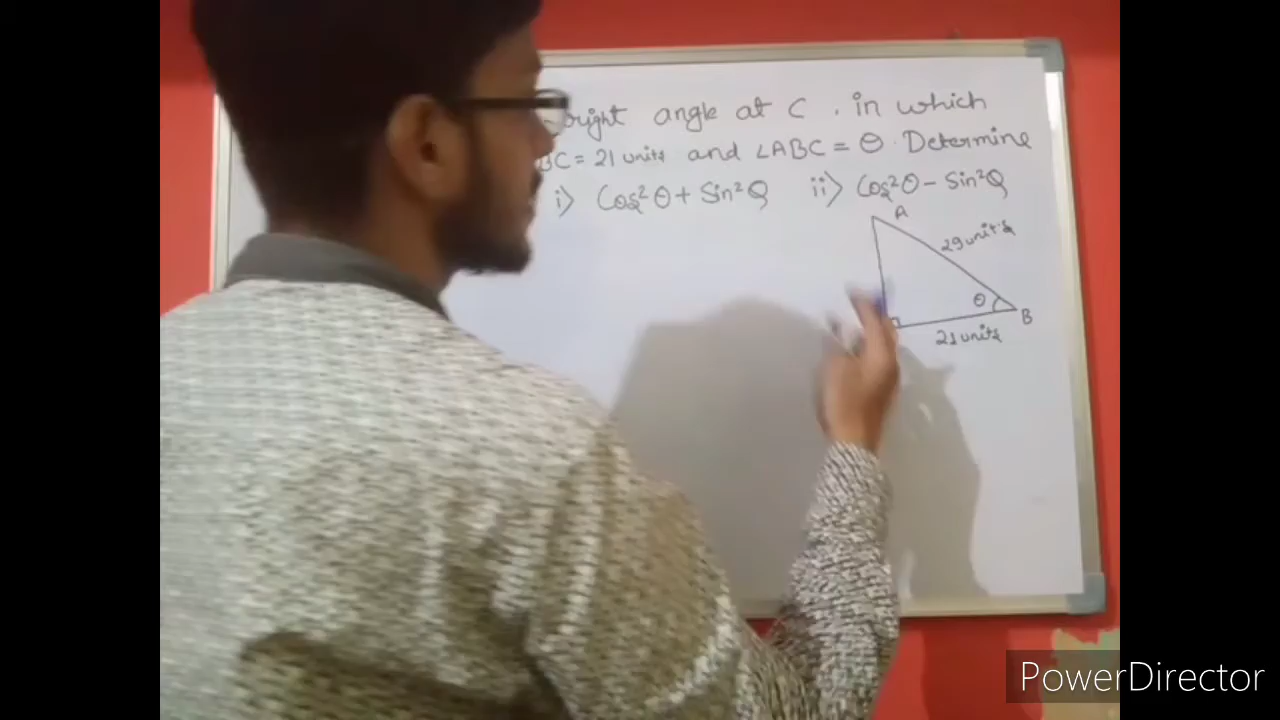 right angle at C . in which
BC = 21 units and ∠ABC = θ . Determine
i> Cos²θ + Sin²θ ii> Cos²θ - Sin²θ
A
29 units
θ
B
21 units
PowerDirector